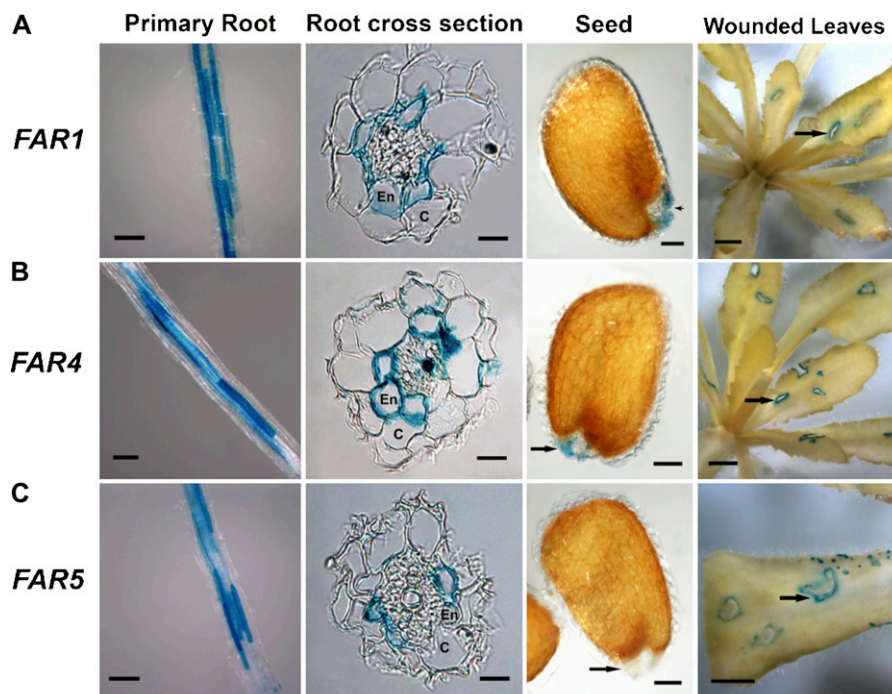 A Primary Root Root cross section Seed Wounded Leaves
FAR1
En
C
B
FAR4
En
C
C
FAR5
En
C